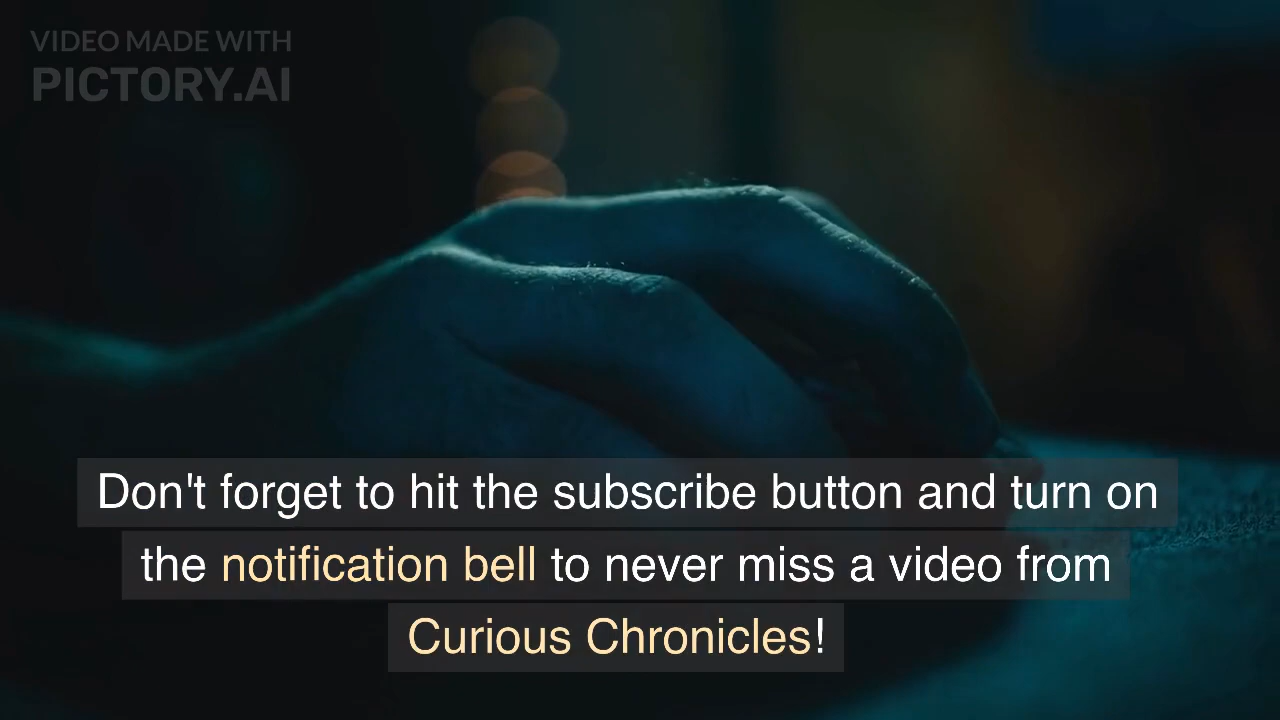 VIDEO MADE WITH
PICTORY.AI
Don't forget to hit the subscribe button and turn on
the notification bell to never miss a video from
Curious Chronicles!